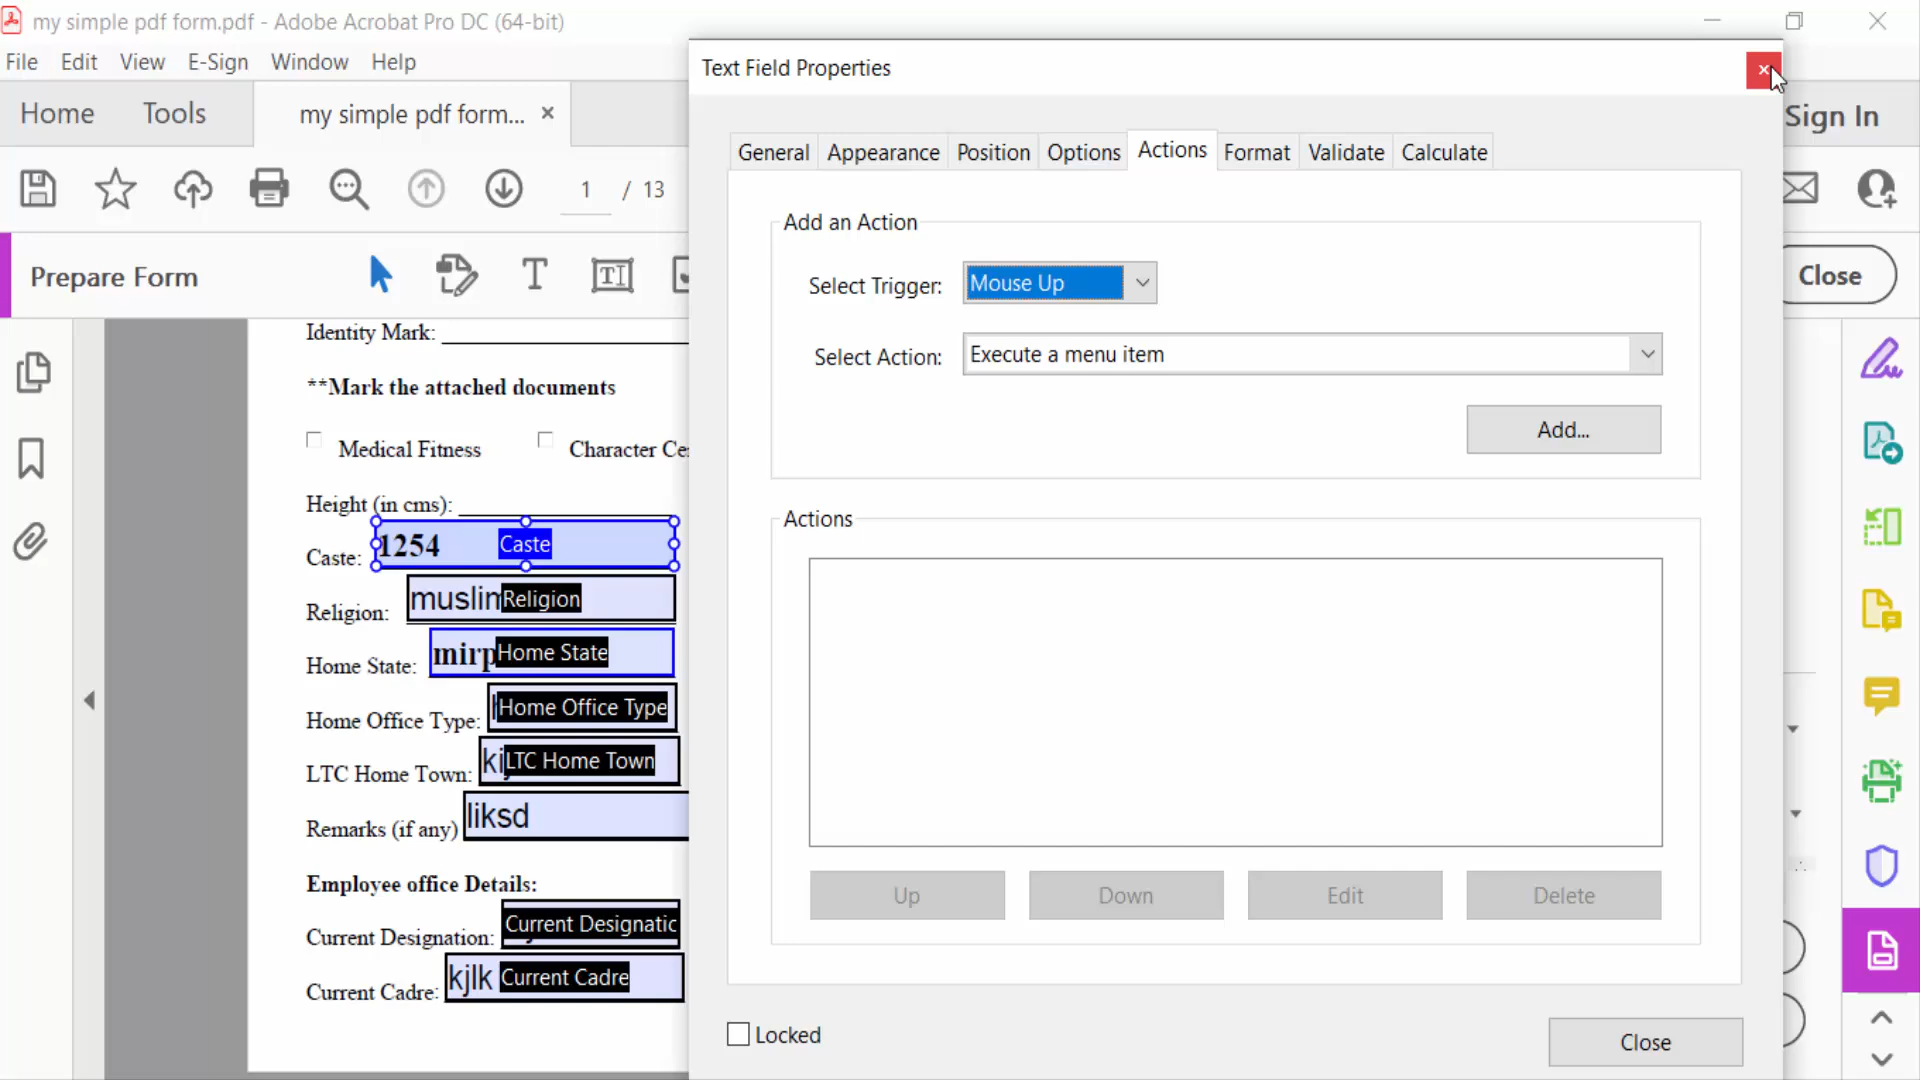 my simple pdf form.pdf - Adobe Acrobat Pro DC (64-bit)
File Edit View E-Sign Window Help
Home Tools my simple pdf form... ×
Sign In
1 / 13
Prepare Form
Close
Identity Mark:
**Mark the attached documents
Medical Fitness Character Ce
Height (in cms):
Caste: 1254 Caste
Religion: muslim Religion
Home State: mirp Home State
Home Office Type: Home Office Type
LTC Home Town: ki LTC Home Town
Remarks (if any) liksd
Employee office Details:
Current Designation: Current Designatic
Current Cadre: kjlk Current Cadre
Text Field Properties
General Appearance Position Options Actions Format Validate Calculate
Add an Action
Select Trigger: Mouse Up
Select Action: Execute a menu item
Add...
Actions
Up Down Edit Delete
Locked
Close